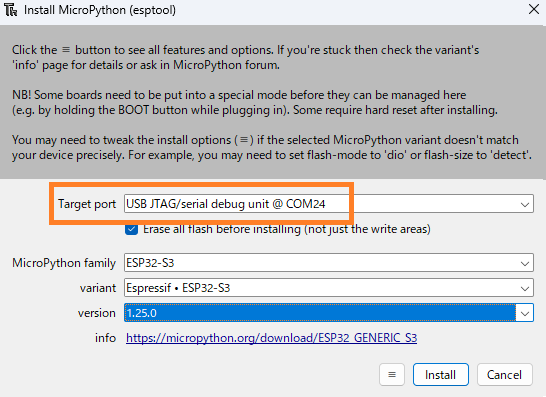 Install MicroPython (esptool)
Click the ≡ button to see all features and options. If you're stuck then check the variant's
'info' page for details or ask in MicroPython forum.
NB! Some boards need to be put into a special mode before they can be managed here
(e.g. by holding the BOOT button while plugging in). Some require hard reset after installing.
You may need to tweak the install options (≡) if the selected MicroPython variant doesn't match
your device precisely. For example, you may need to set flash-mode to 'dio' or flash-size to 'detect'.
Target port USB JTAG/serial debug unit @ COM24
Erase all flash before installing (not just the write areas)
MicroPython family ESP32-S3
variant Espressif • ESP32-S3
version 1.25.0
info https://micropython.org/download/ESP32_GENERIC_S3
≡ Install Cancel